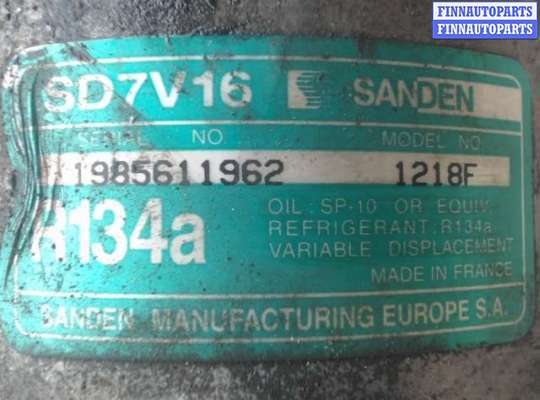 FINNAUTOPARTS
FINNAUTOPARTS
SD7V16 SANDEN
SERIAL NO MODEL NO.
1985611962 1218F
R134a
OIL : SP-10 OR EQUIV.
REFRIGERANT : R134a
VARIABLE DISPLACEMENT
MADE IN FRANCE
SANDEN MANUFACTURING EUROPE S.A.